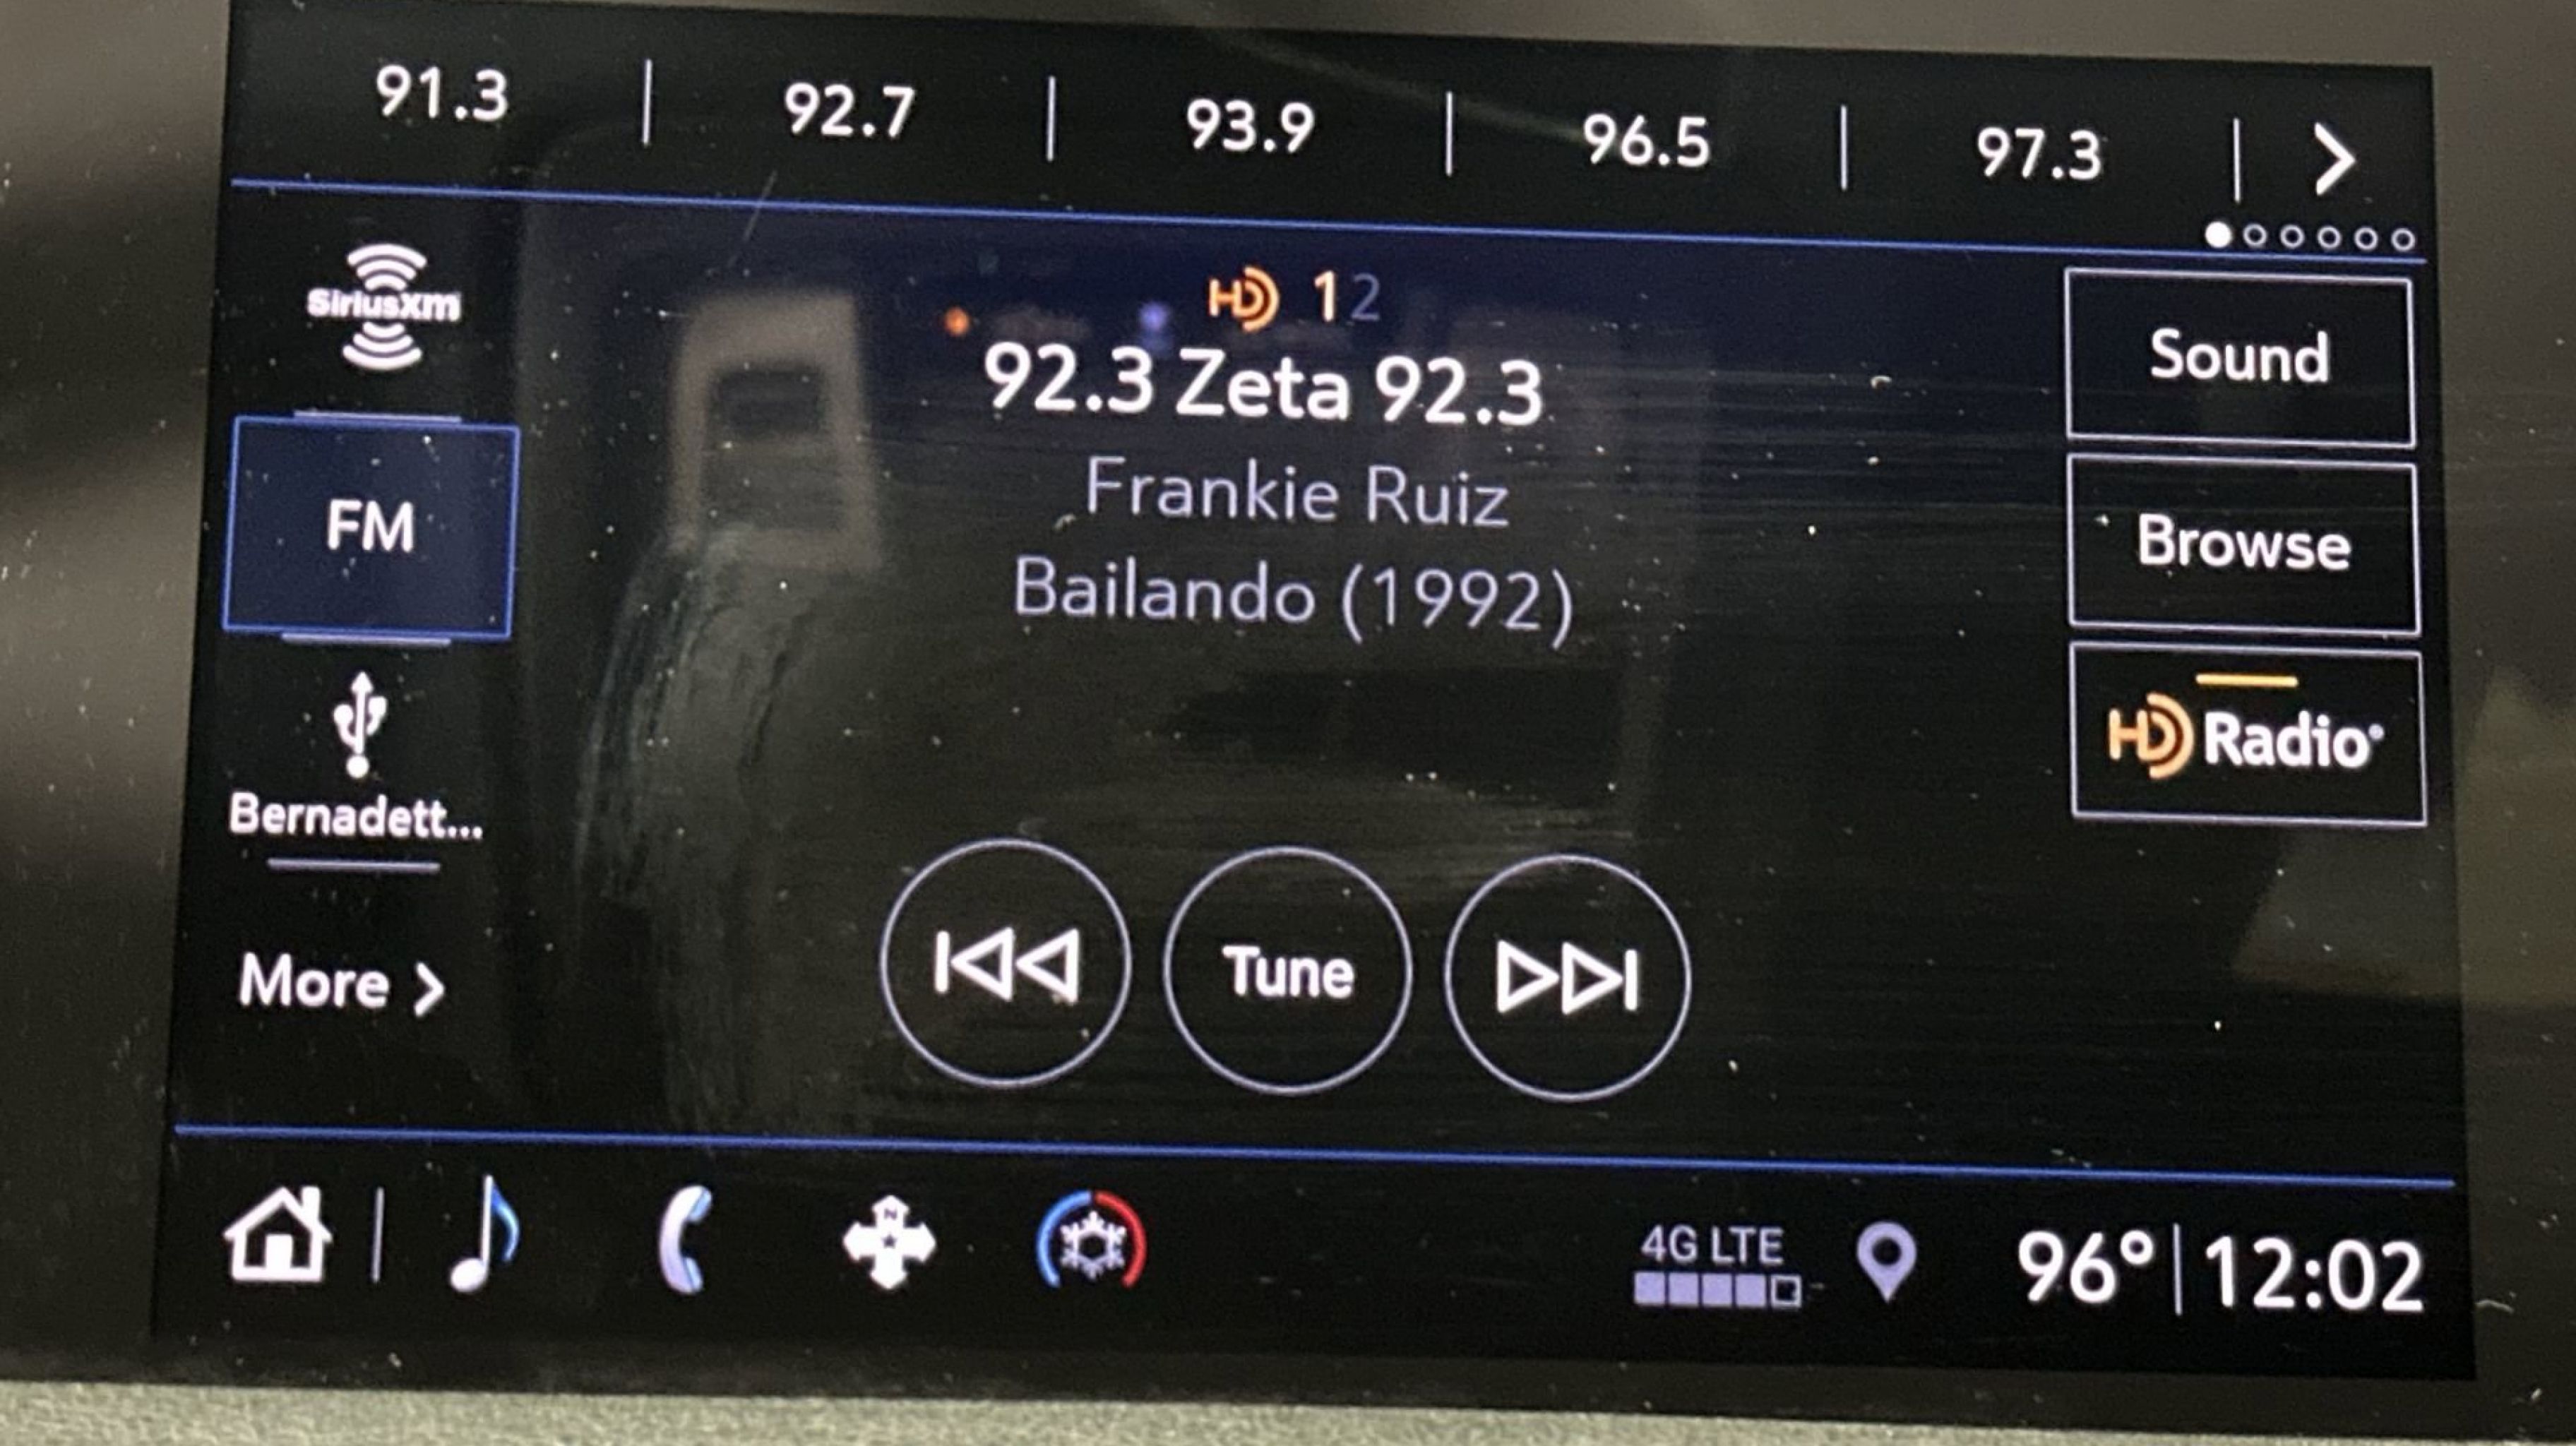 91.3 | 92.7 | 93.9 | 96.5 | 97.3 |
SiriusXm
HD 1 2
Sound
92.3 Zeta 92.3
FM
Frankie Ruiz
Browse
Bailando (1992)
HD Radio
Bernadett...
More
Tune
N
4G LTE
96° | 12:02